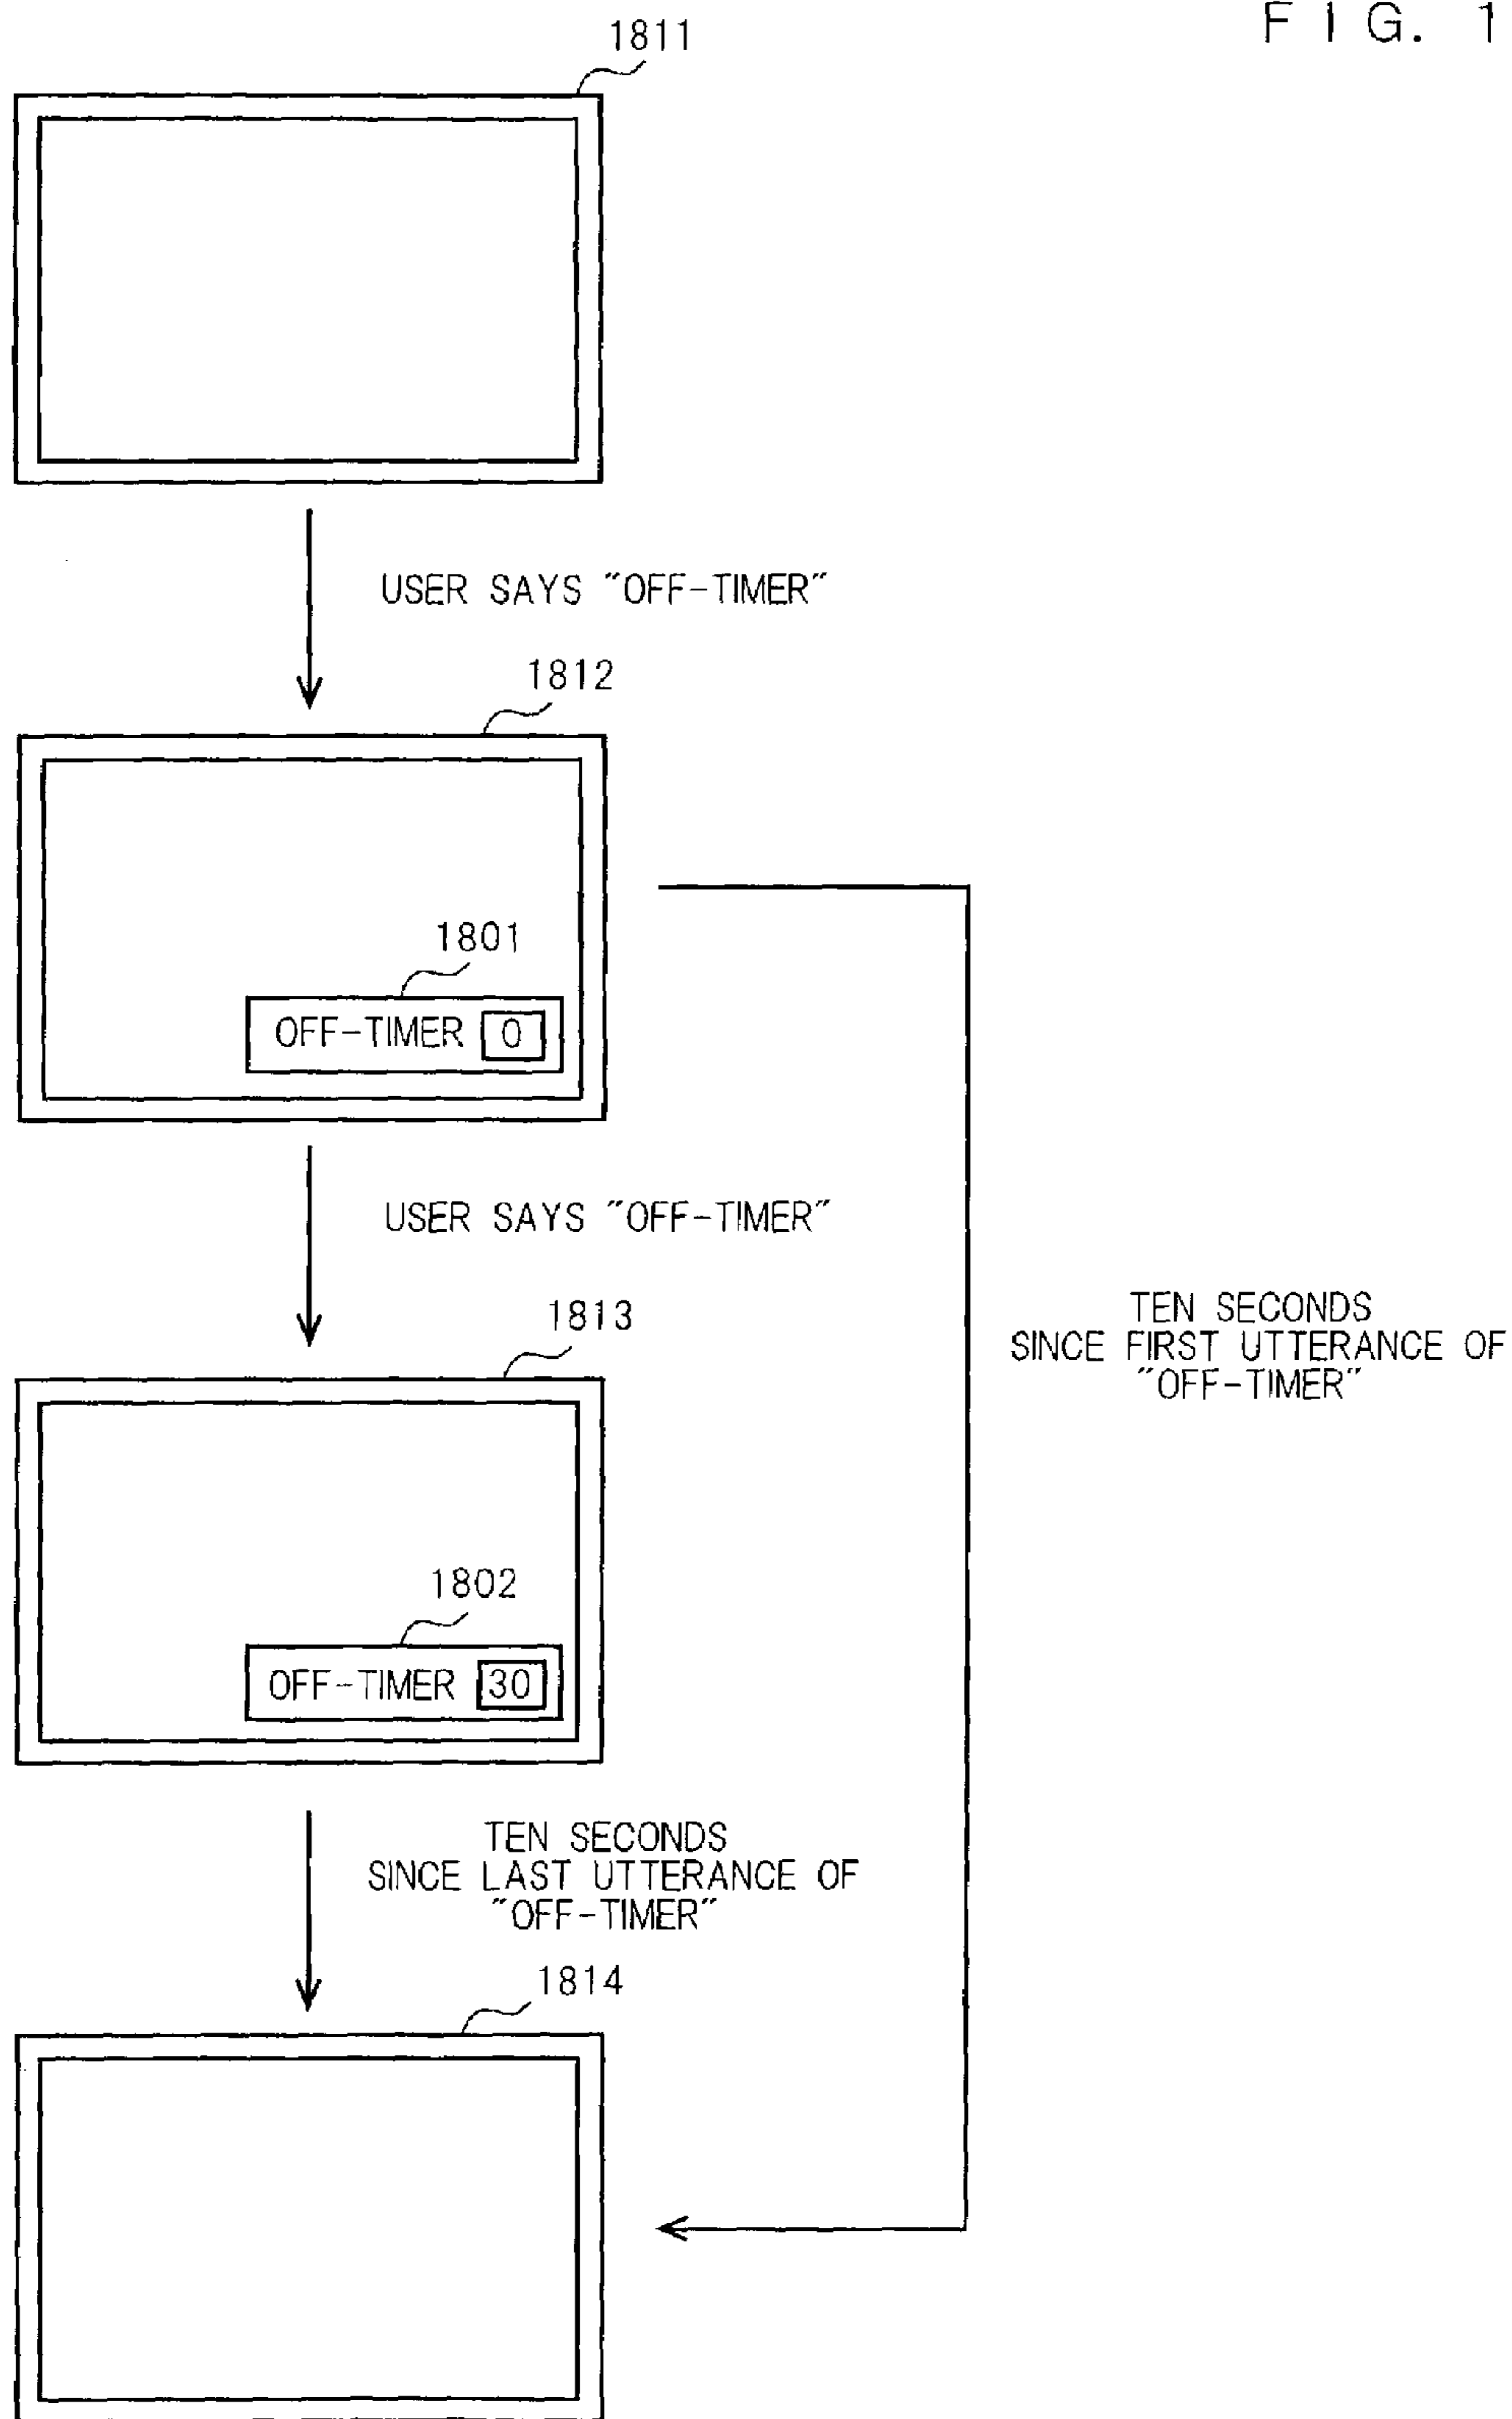 FIG. 1
1811
USER SAYS "OFF-TIMER"
1812
1801
OFF-TIMER 0
USER SAYS "OFF-TIMER"
1813
TEN SECONDS
SINCE FIRST UTTERANCE OF
"OFF-TIMER"
1802
OFF-TIMER 30
TEN SECONDS
SINCE LAST UTTERANCE OF
"OFF-TIMER"
1814